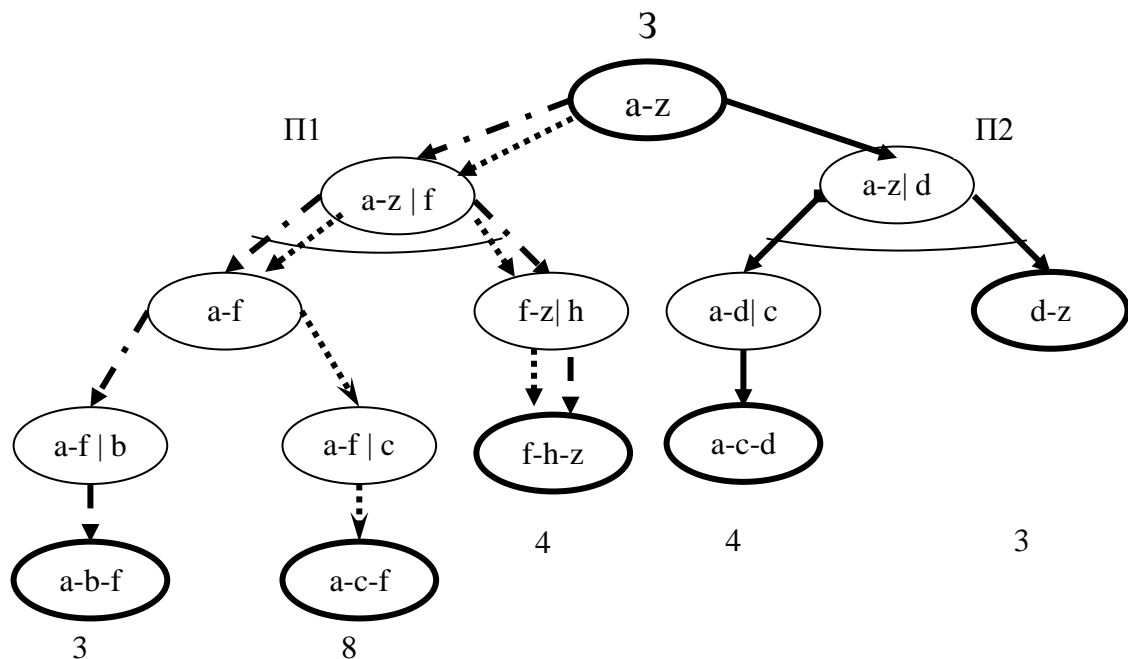 З
a-z
П1
П2
a-z | f
a-z| d
a-f
f-z| h
a-d| c
d-z
a-f | b
a-f | c
f-h-z
a-c-d
4
4
3
a-b-f
a-c-f
3
8